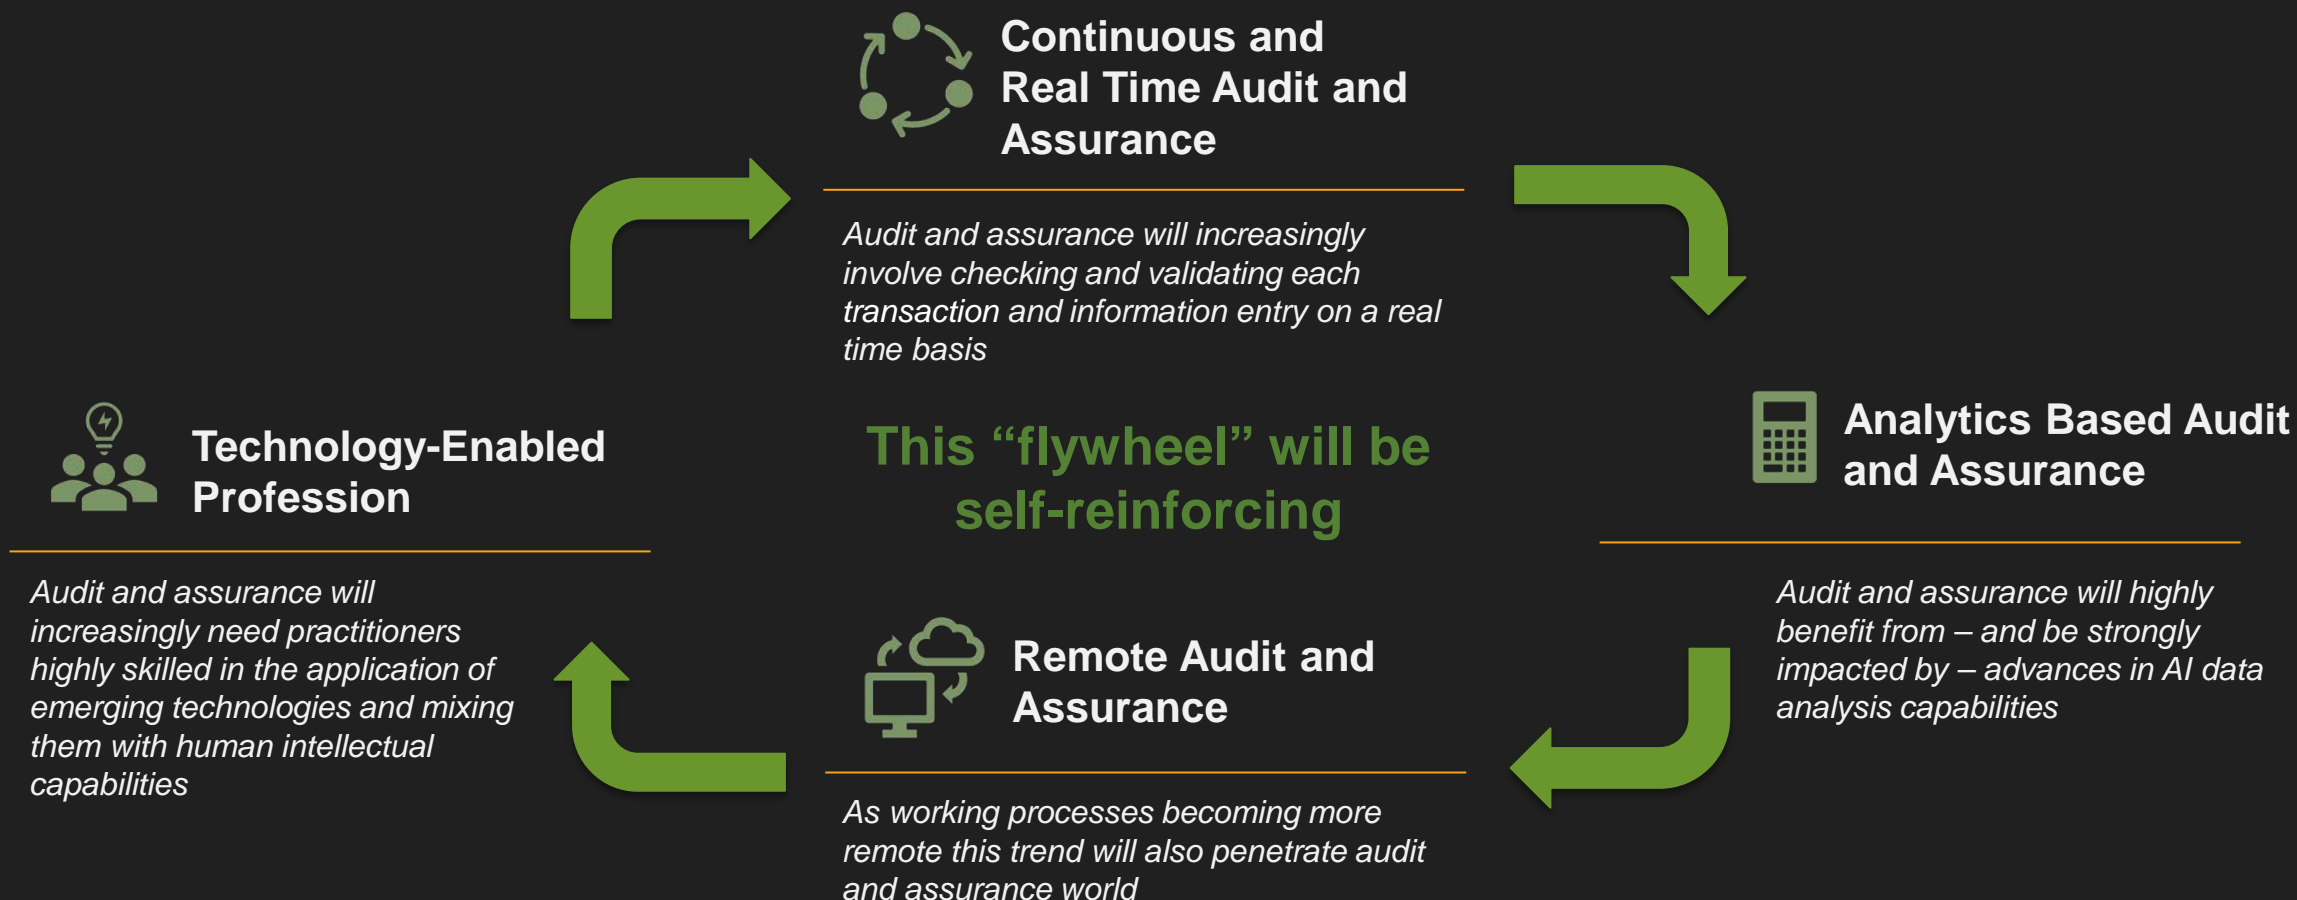 Continuous and
Real Time Audit and
Assurance
Audit and assurance will increasingly
involve checking and validating each
transaction and information entry on a real
time basis
Technology-Enabled
Profession
Audit and assurance will
increasingly need practitioners
highly skilled in the application of
emerging technologies and mixing
them with human intellectual
capabilities
This “flywheel” will be
self-reinforcing
Analytics Based Audit
and Assurance
Audit and assurance will highly
benefit from – and be strongly
impacted by – advances in AI data
analysis capabilities
Remote Audit and
Assurance
As working processes becoming more
remote this trend will also penetrate audit
and assurance world